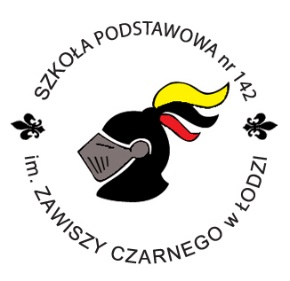 SZKOŁA PODSTAWOWA nr 142
im. ZAWISZY CZARNEGO w ŁODZI